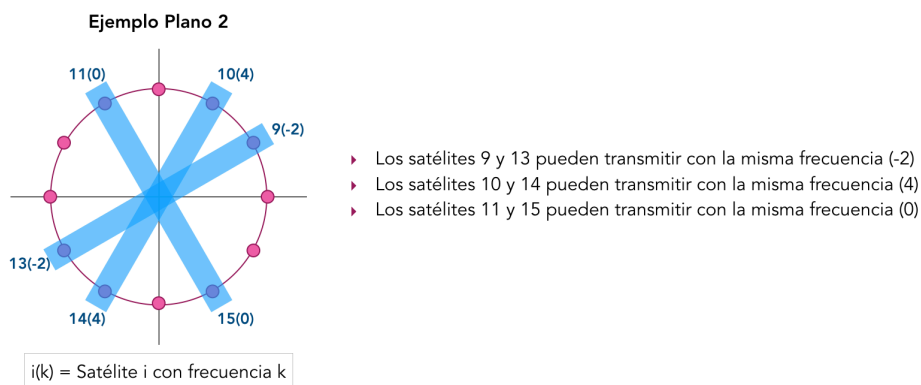 Ejemplo Plano 2
11(0)
10(4)
9(-2)
13(-2)
14(4)
15(0)
i(k) = Satélite i con frecuencia k
Los satélites 9 y 13 pueden transmitir con la misma frecuencia (-2)
Los satélites 10 y 14 pueden transmitir con la misma frecuencia (4)
Los satélites 11 y 15 pueden transmitir con la misma frecuencia (0)